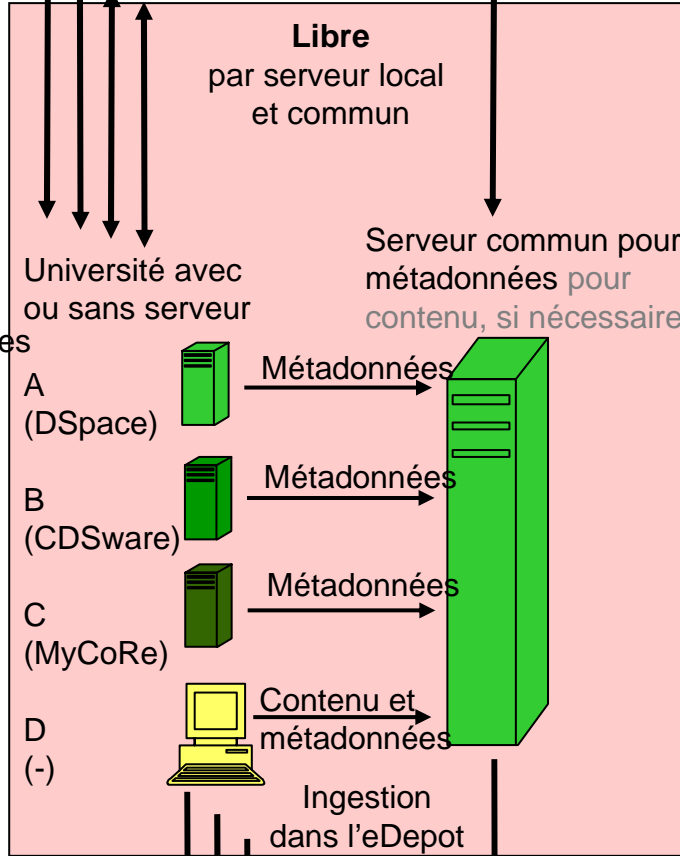 Libre
par serveur local
et commun
Université avec
ou sans serveur
Serveur commun pour
métadonnées pour
contenu, si nécessaire
es
A
(DSpace)
Métadonnées
B
(CDSware)
Métadonnées
C
(MyCoRe)
Métadonnées
D
(-)
Contenu et
métadonnées
Ingestion
dans l'eDepot